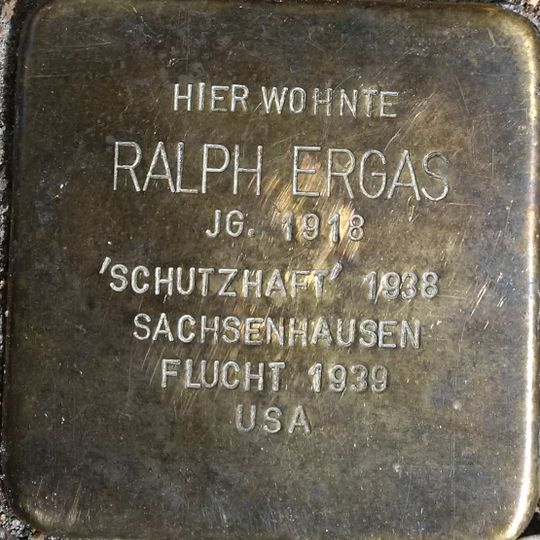 HIER WOHNTE
RALPH ERGAS
JG. 1918
'SCHUTZHAFT' 1938
SACHSENHAUSEN
FLUCHT 1939
USA